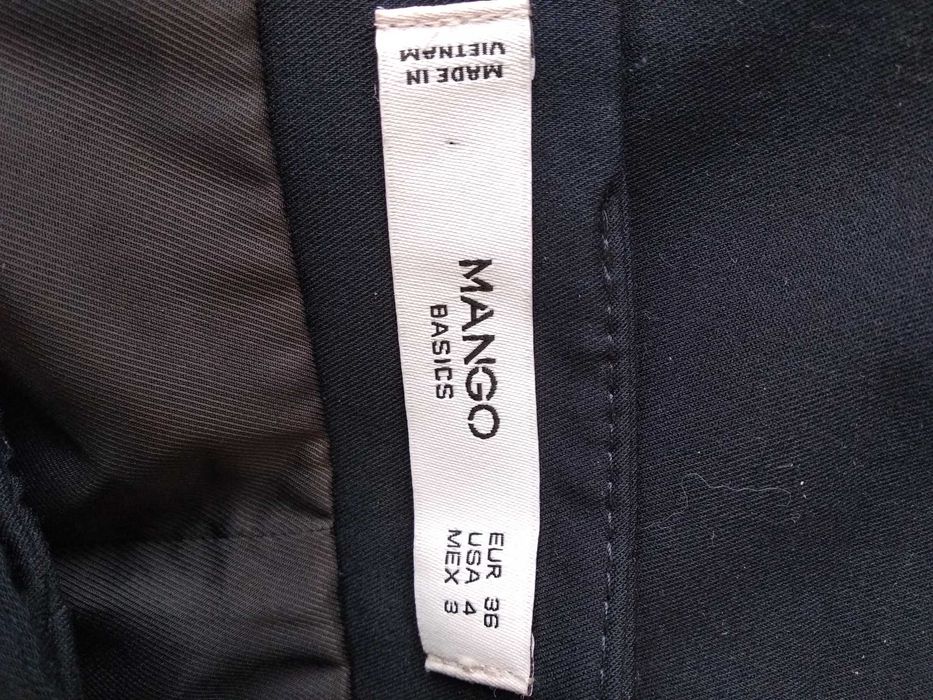 MADE IN
VIETNAM
MANGO
BASICS
EUR 36
USA 4
MEX 3